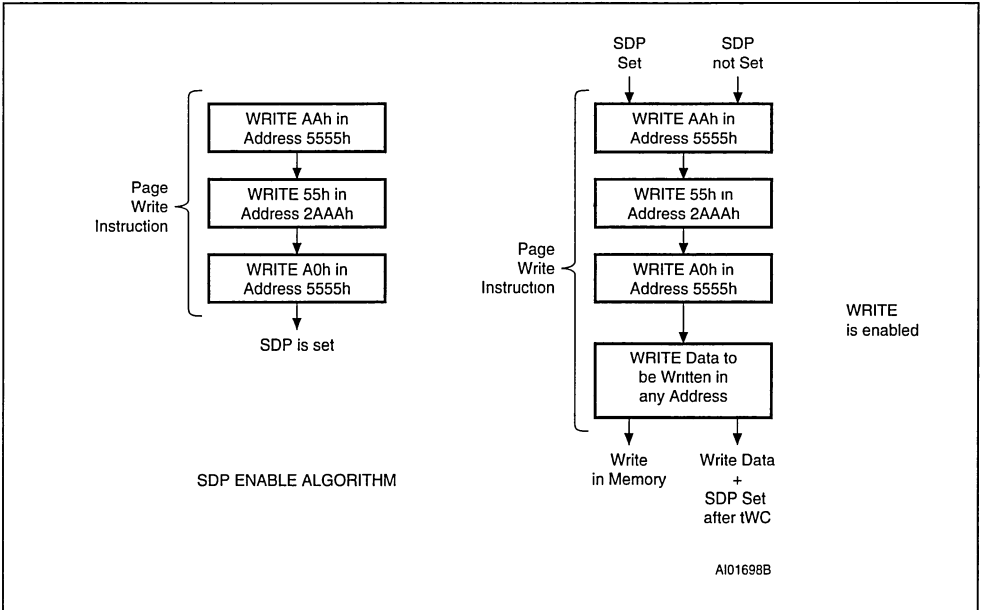 WRITE AAh in
Address 5555h
WRITE 55h in
Address 2AAAh
WRITE A0h in
Address 5555h
Page
Write
Instruction
SDP is set
SDP ENABLE ALGORITHM
SDP
Set
SDP
not Set
WRITE AAh in
Address 5555h
WRITE 55h in
Address 2AAAh
WRITE A0h in
Address 5555h
WRITE Data to
be Written in
any Address
Page
Write
Instruction
WRITE
is enabled
Write
in Memory
Write Data
+
SDP Set
after tWC
AI01698B